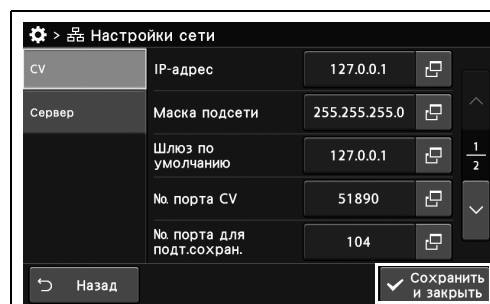 > Настройки сети
CV
Сервер
IP-адрес
127.0.0.1
Маска подсети
255.255.255.0
Шлюз по
умолчанию
127.0.0.1
№ порта CV
51890
№ порта для
подт.сохран.
104
1
2
Назад
Сохранить
и закрыть